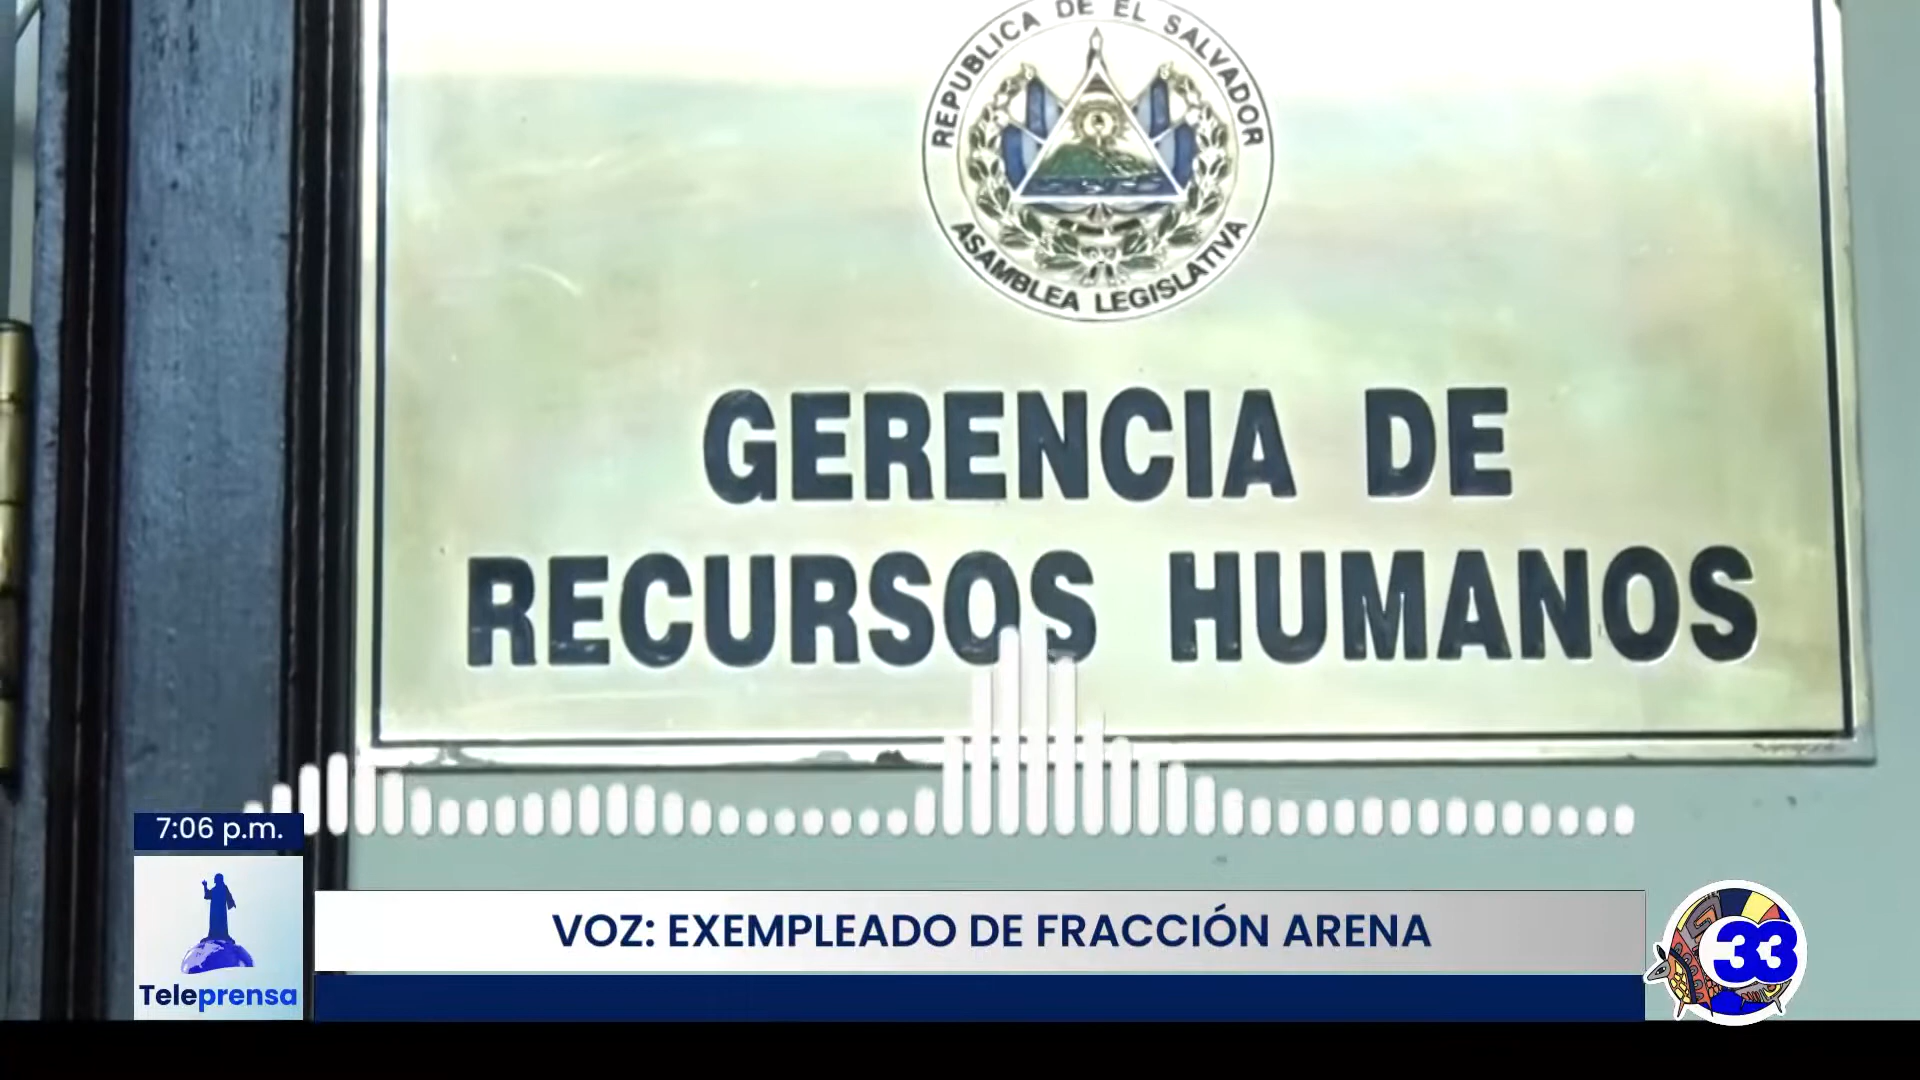 REPUBLICA DE EL SALVADOR
ASAMBLEA LEGISLATIVA
GERENCIA DE
RECURSOS HUMANOS
7:06 p.m.
VOZ: EXEMPLEADO DE FRACCIÓN ARENA
Teleprensa
33